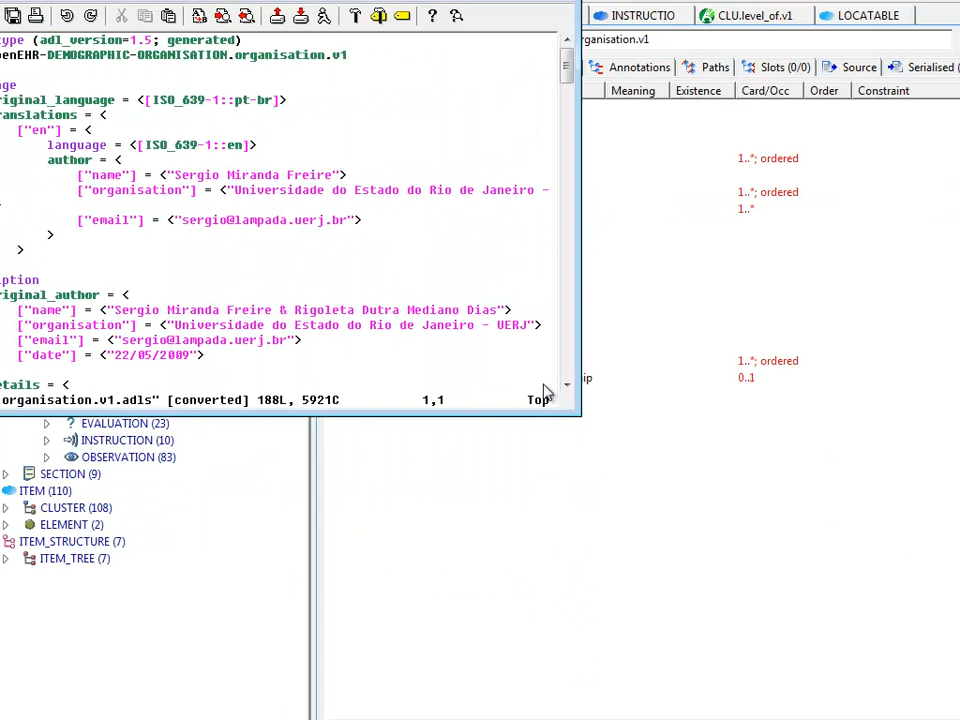 type (adl_version=1.5; generated)
penEHR-DEMOGRAPHIC-ORGANISATION.organisation.v1
ge
riginal_language = <[ISO_639-1::pt-br]>
ranslations = <
["en"] = <
language = <[ISO_639-1::en]>
author = <
["name"] = <"Sergio Miranda Freire">
["organisation"] = <"Universidade do Estado do Rio de Janeiro -
["email"] = <"sergio@lampada.uerj.br">
>
>
iption
riginal_author = <
["name"] = <"Sergio Miranda Freire & Rigoleta Dutra Mediano Dias">
["organisation"] = <"Universidade do Estado do Rio de Janeiro - UERJ">
["email"] = <"sergio@lampada.uerj.br">
["date"] = <"22/05/2009">
etails = <
organisation.v1.adls" [converted] 188L, 5921C 1,1 Top
INSTRUCTIO CLU.level_of.v1 LOCATABLE
rganisation.v1
Annotations Paths Slots (0/0) Source Serialised
Meaning Existence Card/Occ Order Constraint
1..*; ordered
1..*; ordered
1..*
1..*; ordered
ip 0..1
EVALUATION (23)
INSTRUCTION (10)
OBSERVATION (83)
SECTION (9)
ITEM (110)
CLUSTER (108)
ELEMENT (2)
ITEM_STRUCTURE (7)
ITEM_TREE (7)